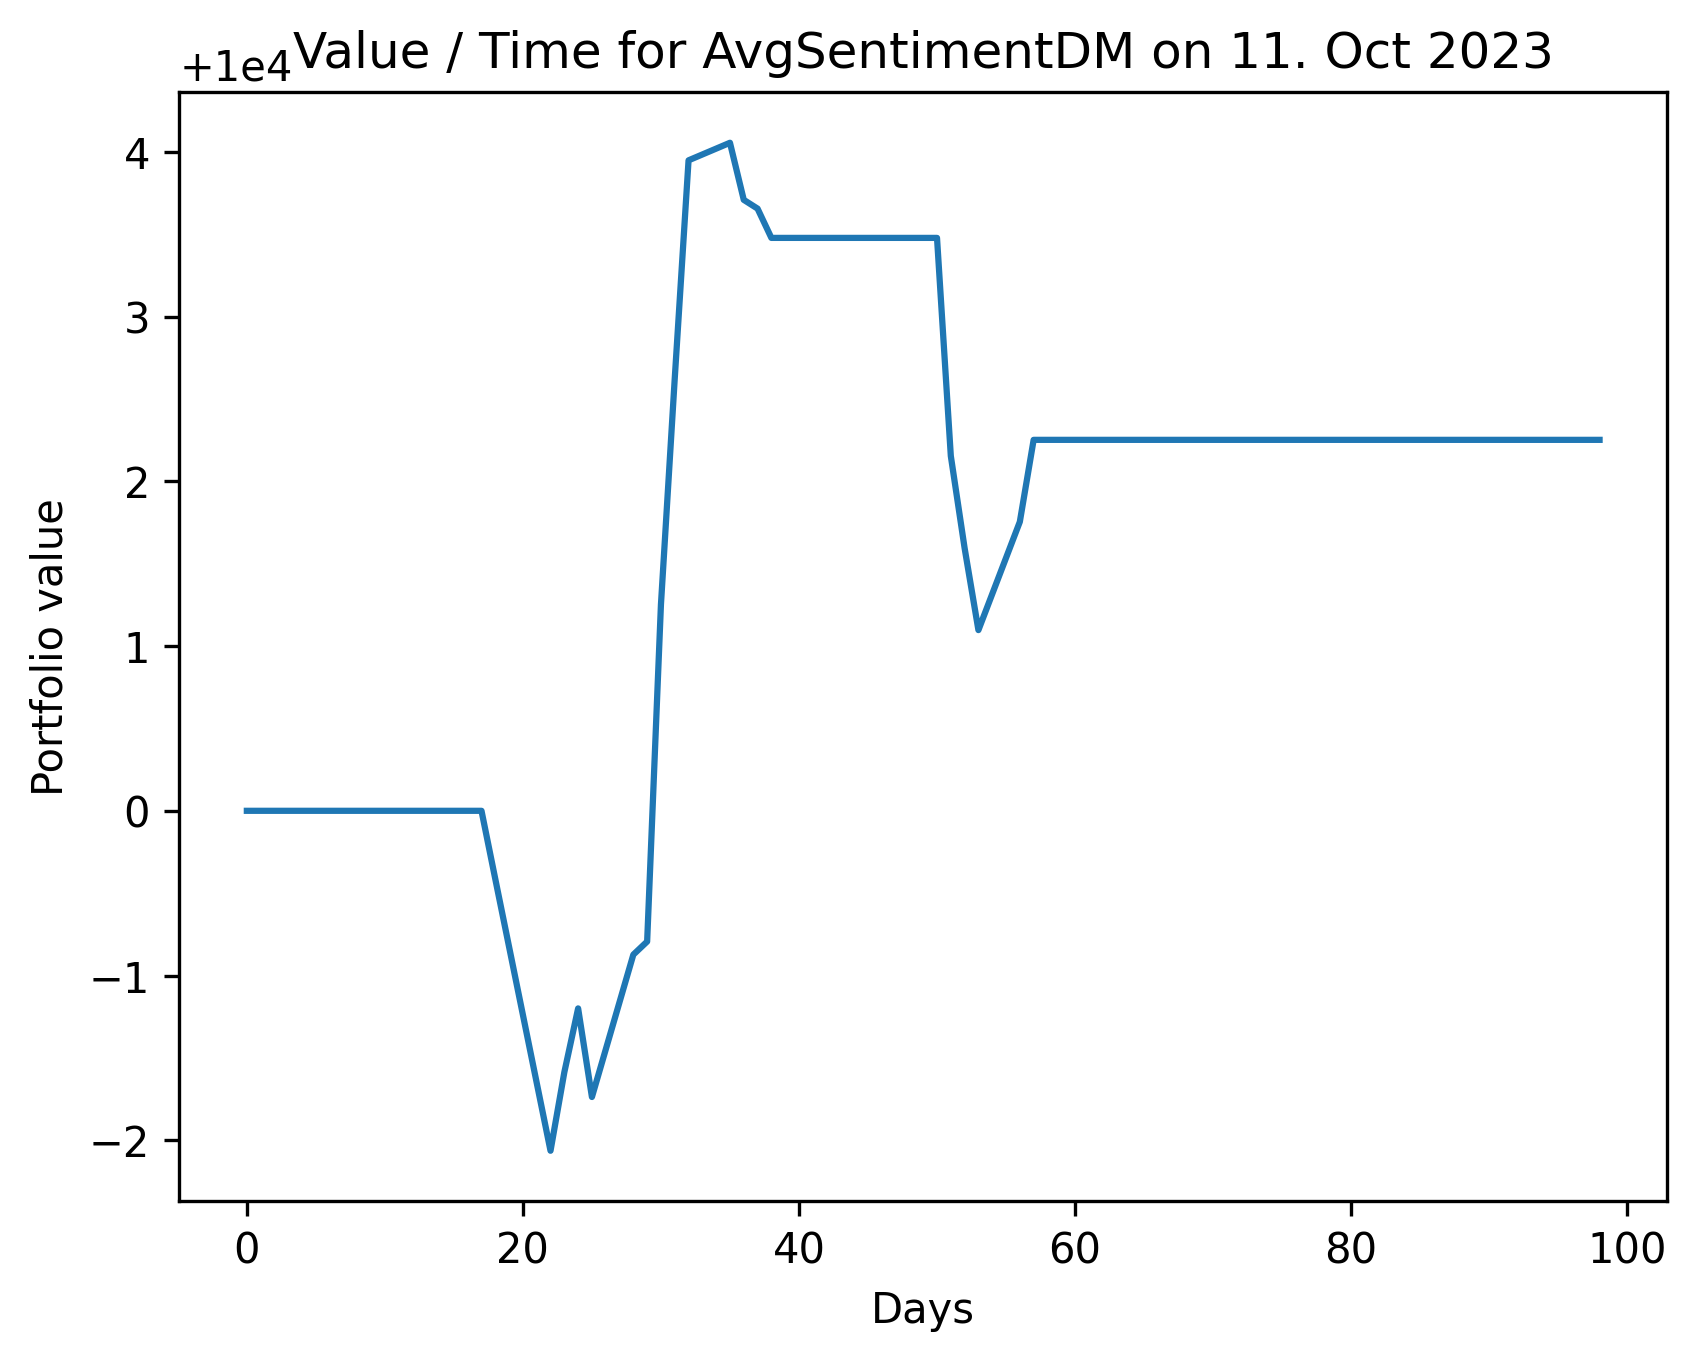 Value / Time for AvgSentimentDM on 11. Oct 2023
+1e4
4
3
2
1
0
−1
−2
Portfolio value
0 20 40 60 80 100
Days